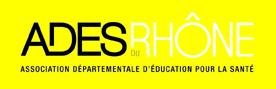 ADES DU RHÔNE
ASSOCIATION DÉPARTEMENTALE D'ÉDUCATION POUR LA SANTÉ